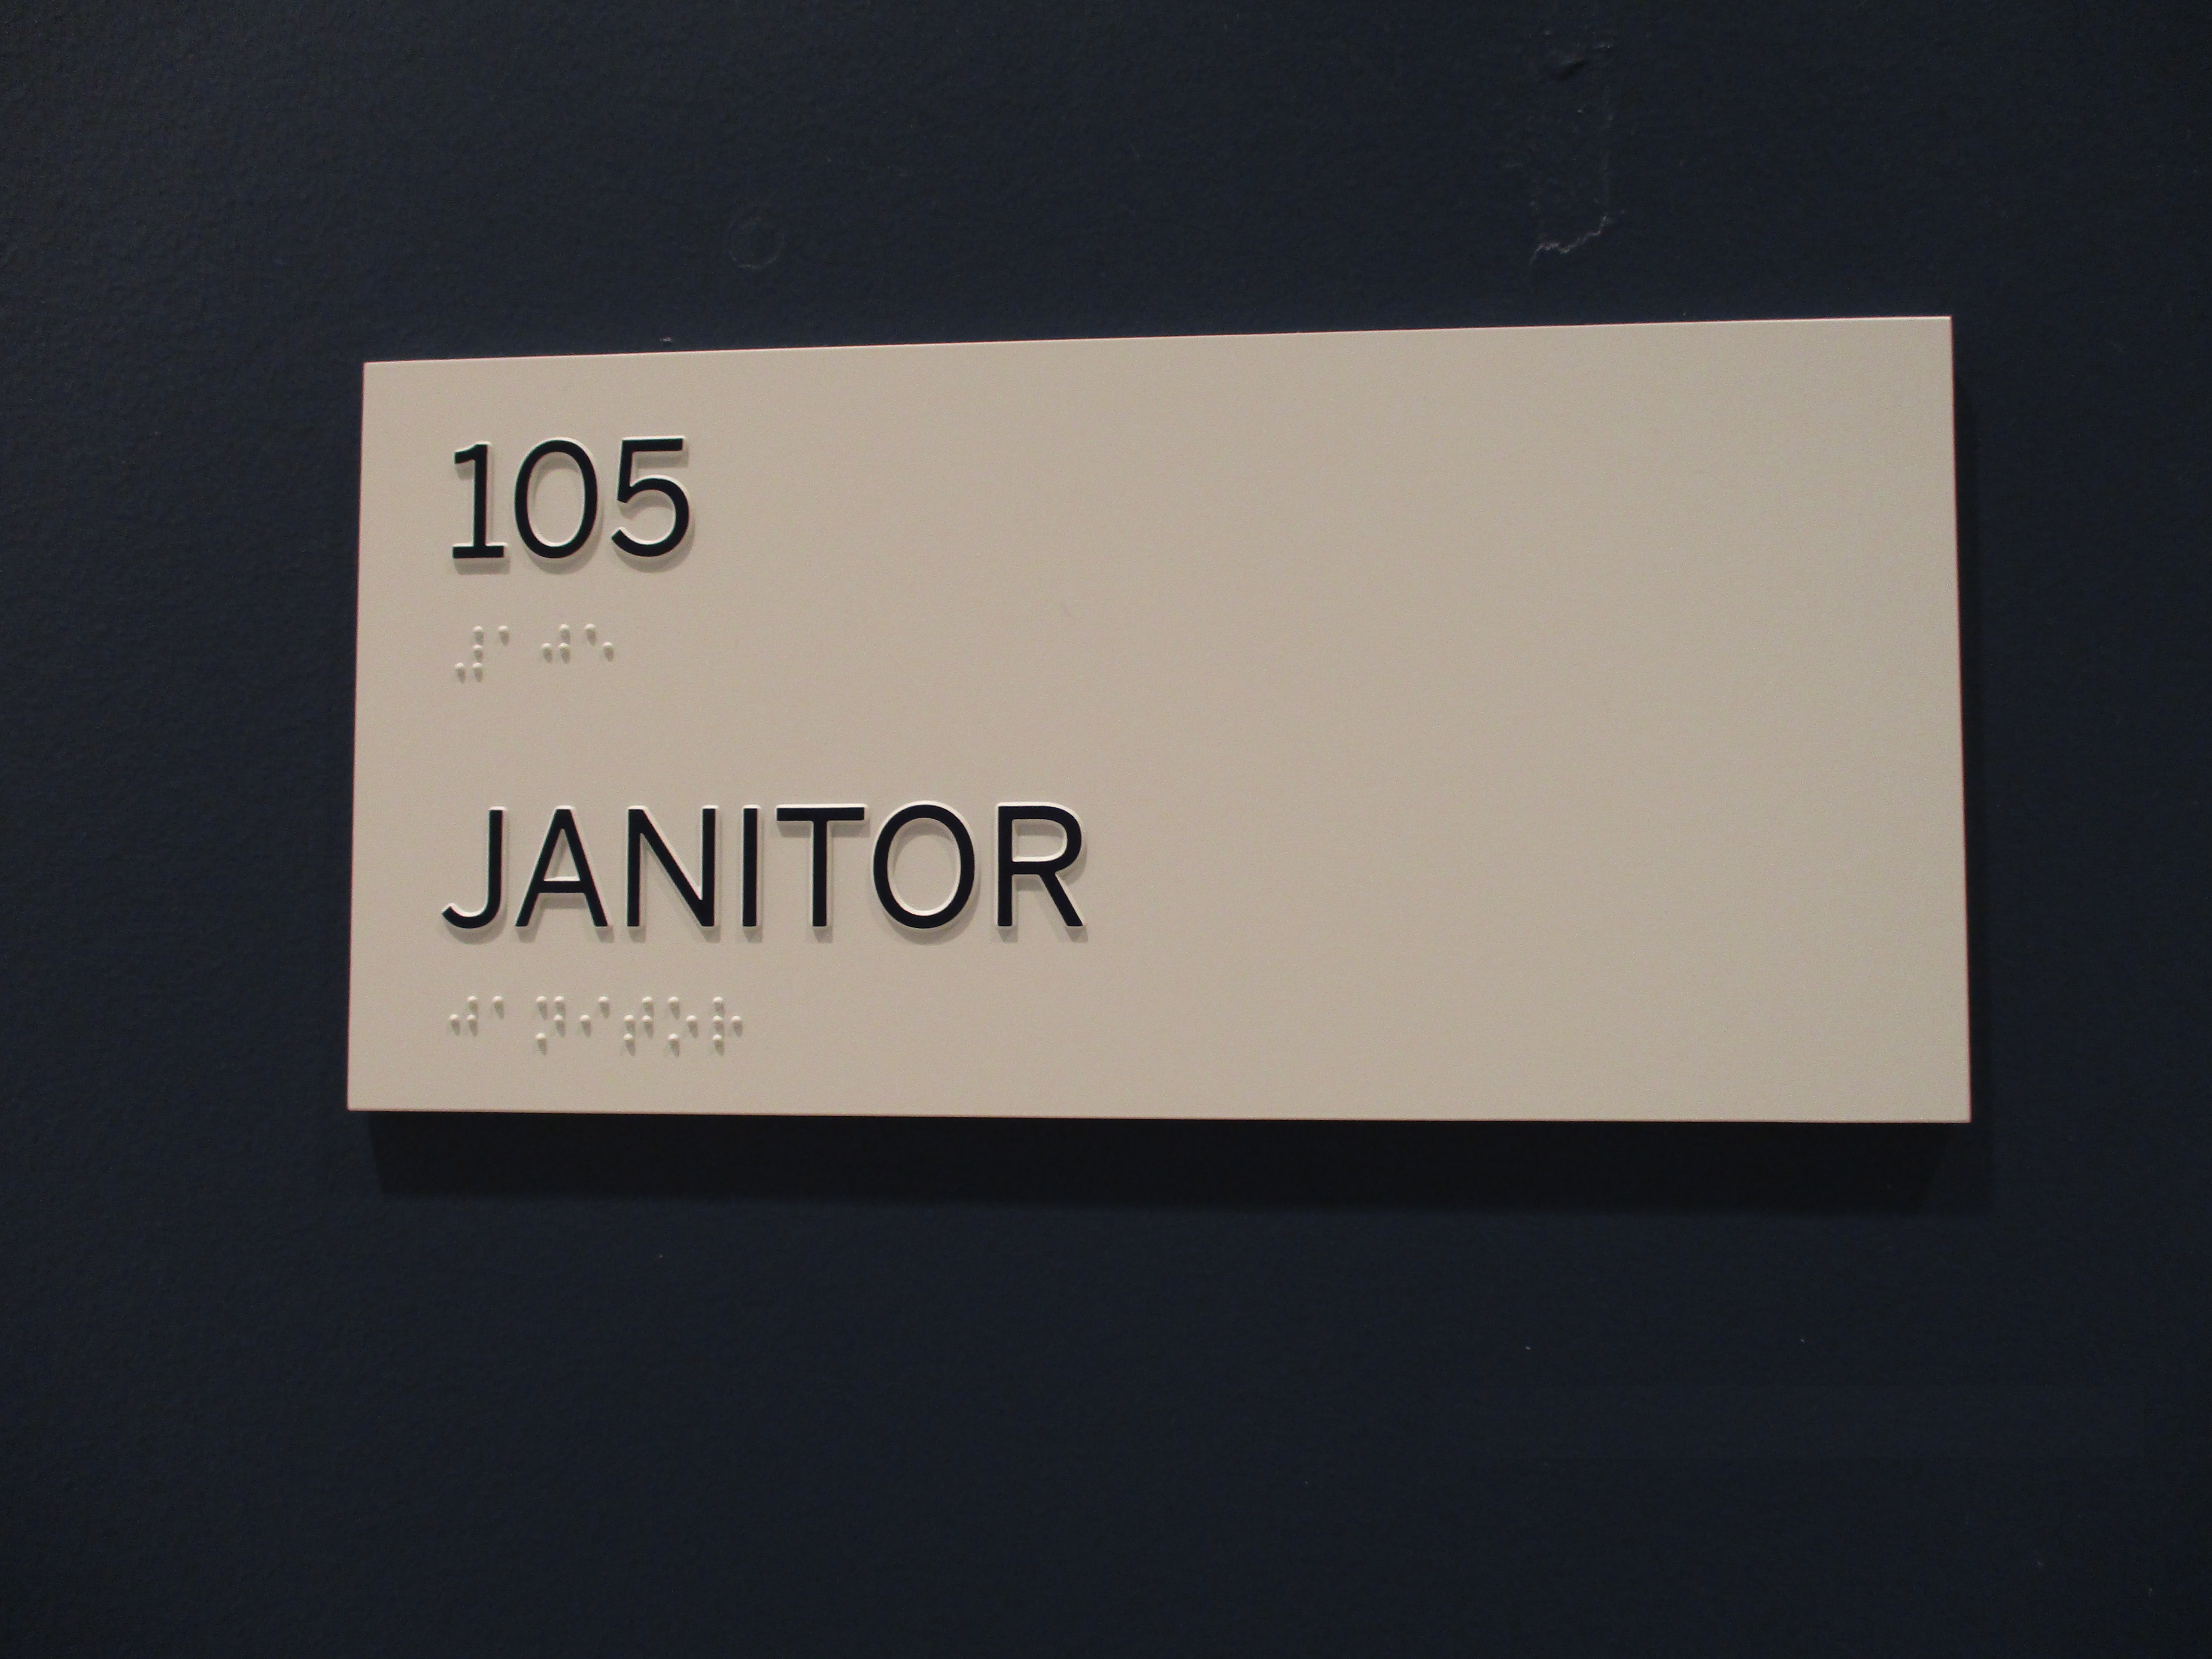 105
⠼⠁⠚⠑
JANITOR
⠚⠁⠝⠊⠞⠕⠗